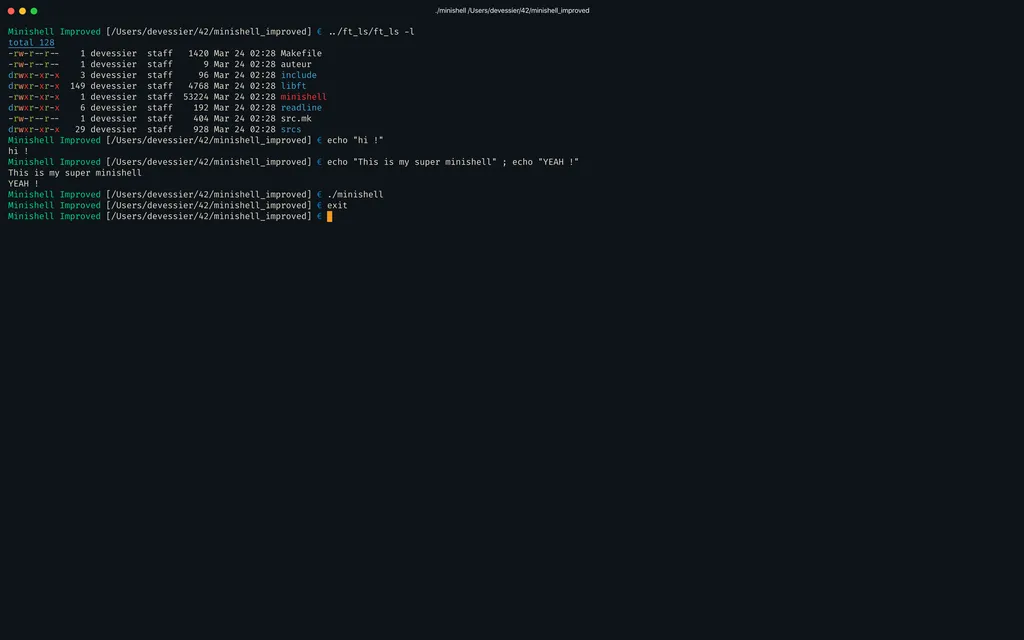 ./minishell /Users/devessier/42/minishell_improved
Minishell Improved [/Users/devessier/42/minishell_improved] € ../ft_ls/ft_ls -l
total 128
-rw-r--r--    1 devessier  staff   1420 Mar 24 02:28 Makefile
-rw-r--r--    1 devessier  staff      9 Mar 24 02:28 auteur
drwxr-xr-x    3 devessier  staff     96 Mar 24 02:28 include
drwxr-xr-x  149 devessier  staff   4768 Mar 24 02:28 libft
-rwxr-xr-x    1 devessier  staff  53224 Mar 24 02:28 minishell
drwxr-xr-x    6 devessier  staff    192 Mar 24 02:28 readline
-rw-r--r--    1 devessier  staff    404 Mar 24 02:28 src.mk
drwxr-xr-x   29 devessier  staff    928 Mar 24 02:28 srcs
Minishell Improved [/Users/devessier/42/minishell_improved] € echo "hi !"
hi !
Minishell Improved [/Users/devessier/42/minishell_improved] € echo "This is my super minishell" ; echo "YEAH !"
This is my super minishell
YEAH !
Minishell Improved [/Users/devessier/42/minishell_improved] € ./minishell
Minishell Improved [/Users/devessier/42/minishell_improved] € exit
Minishell Improved [/Users/devessier/42/minishell_improved] €